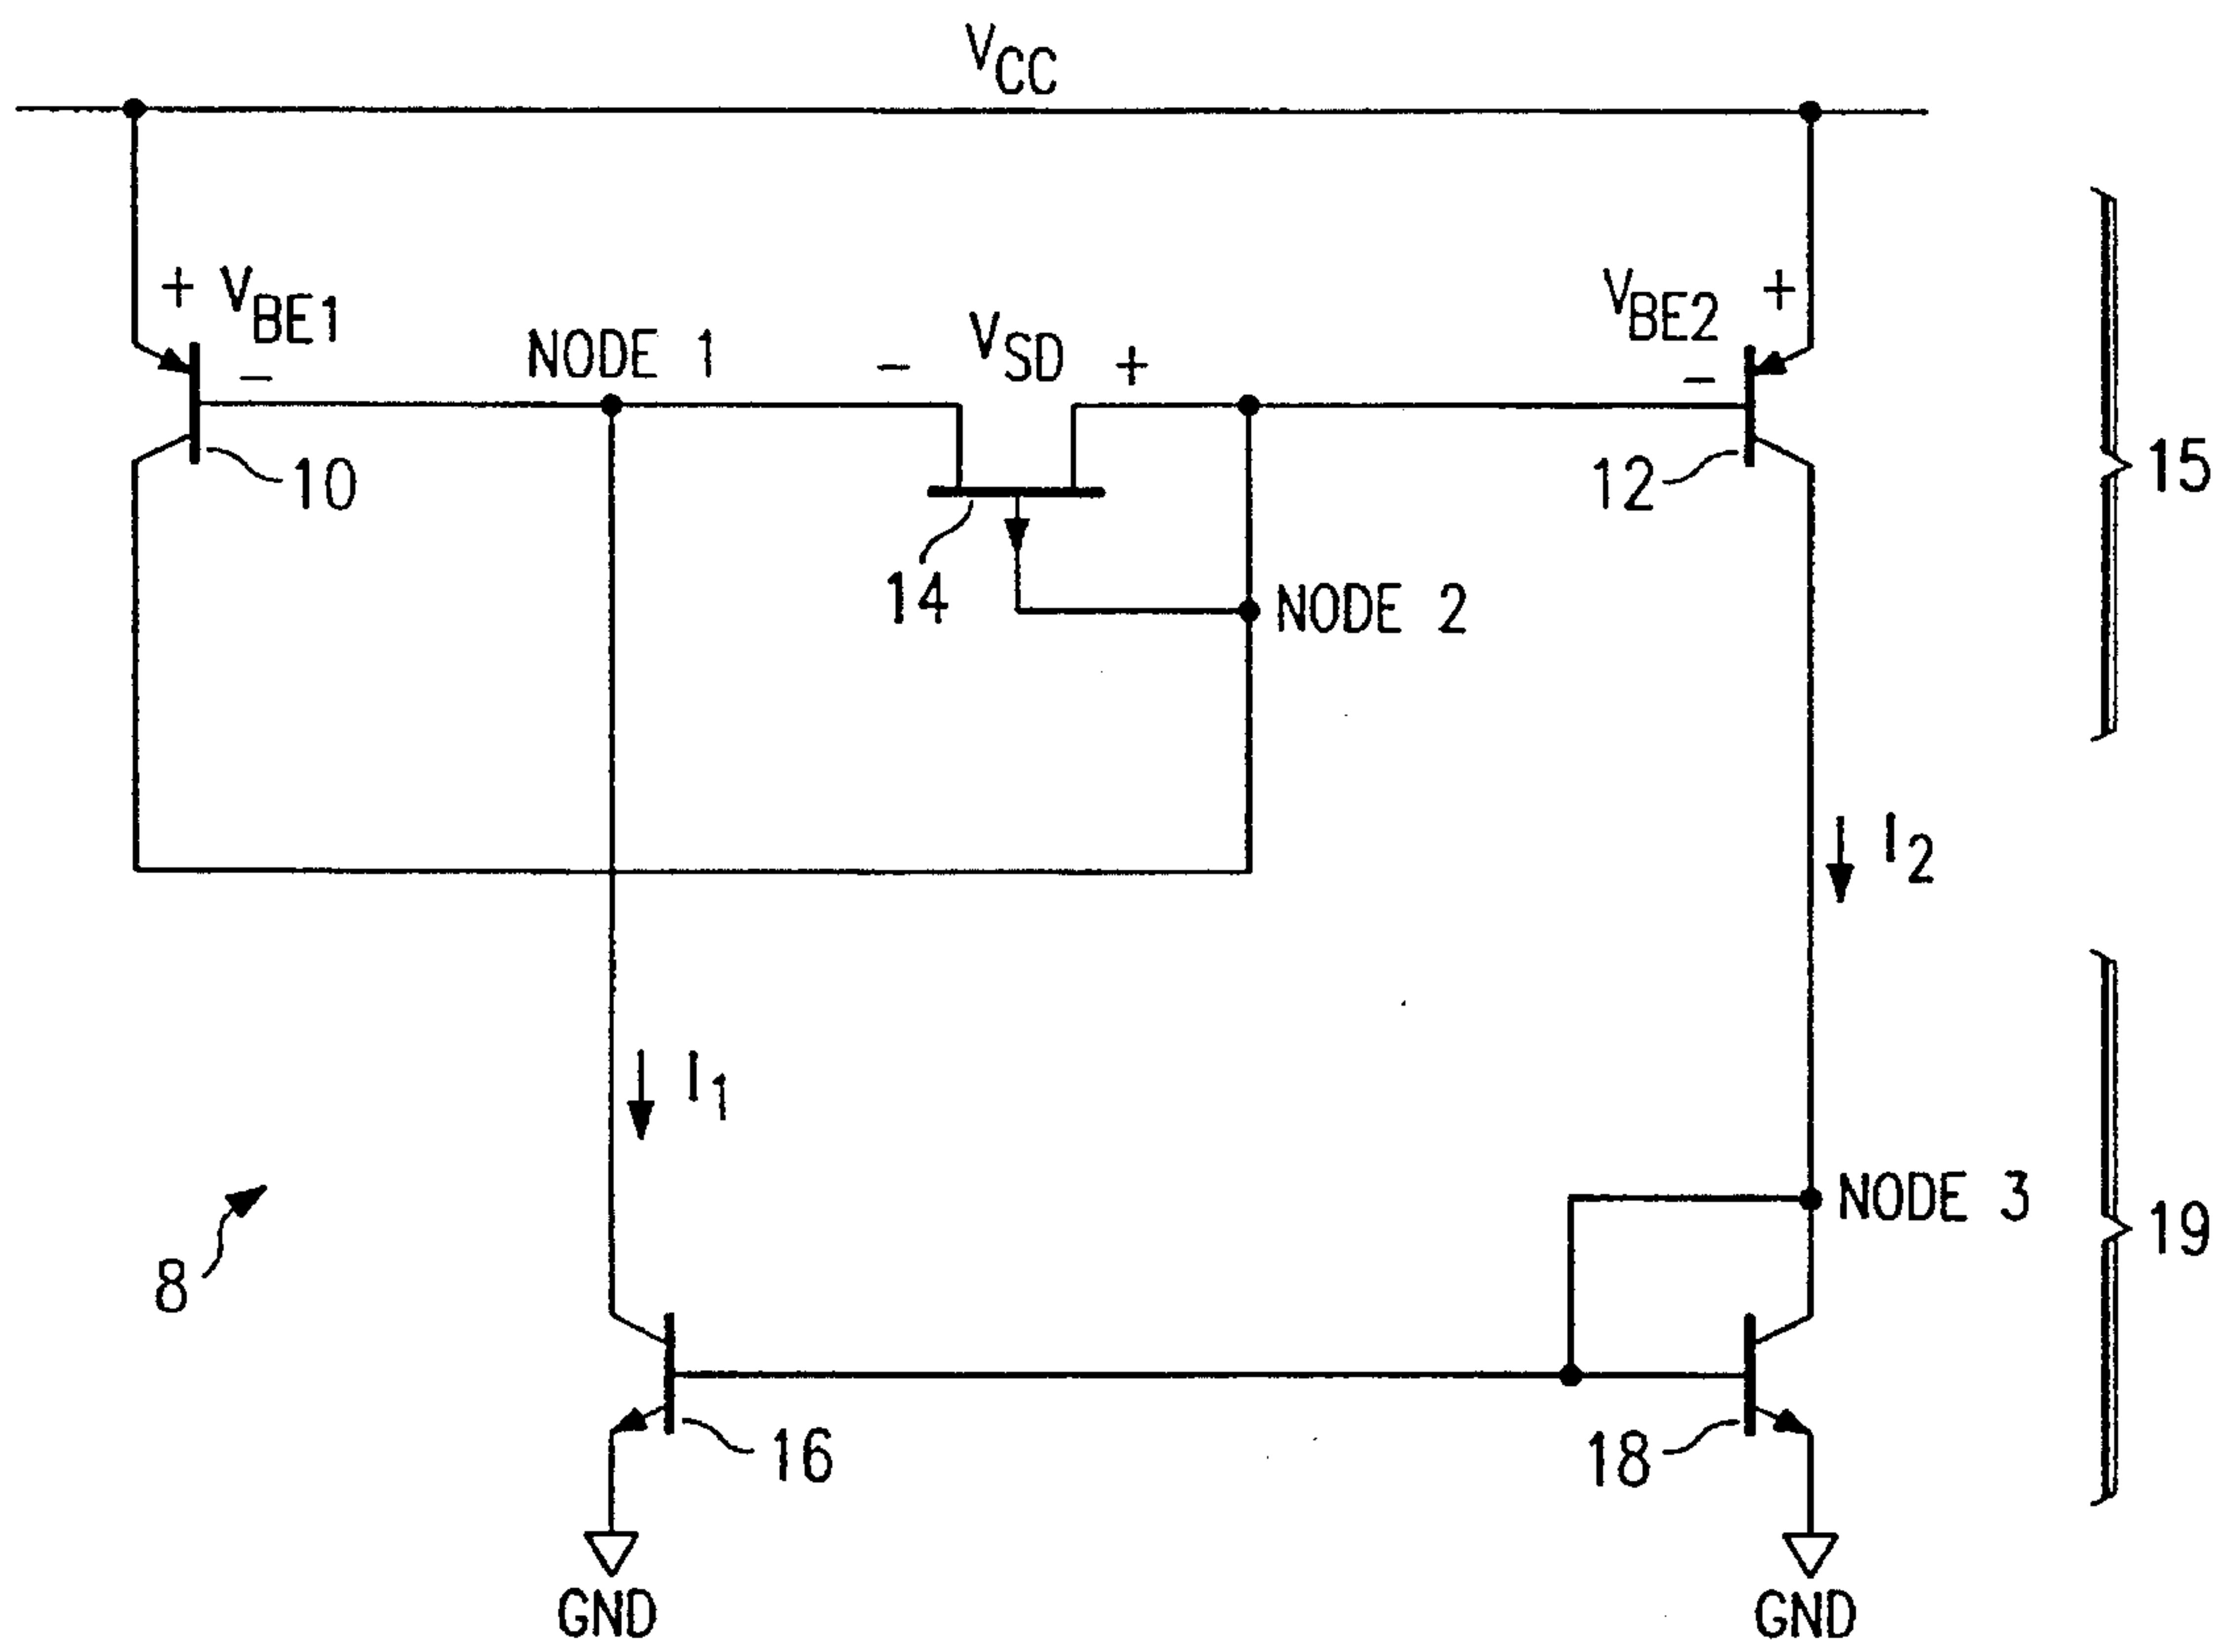 VCC
+ VBE1
-
NODE 1
- VSD +
VBE2 +
-
10
12
15
14
NODE 2
I2
I1
NODE 3
8
19
16
18
GND
GND